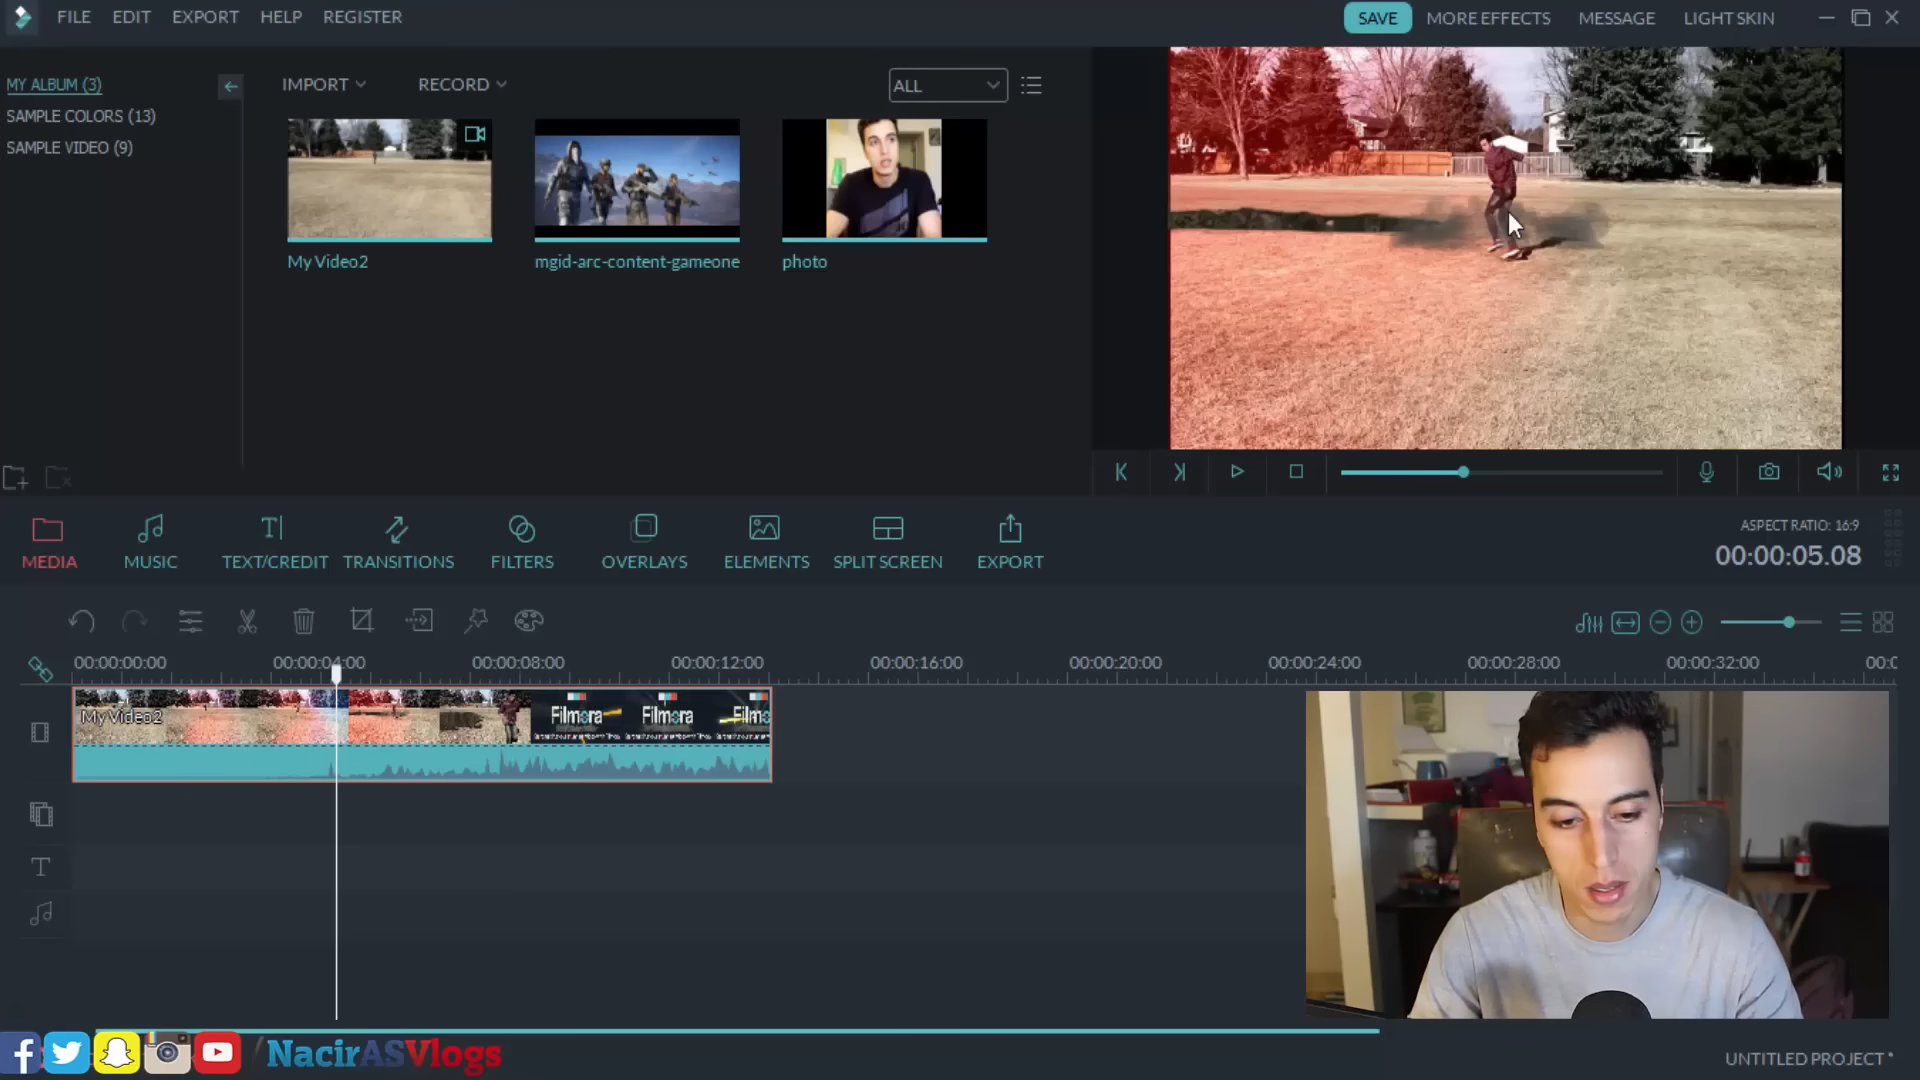 FILE EDIT EXPORT HELP REGISTER SAVE MORE EFFECTS MESSAGE LIGHT SKIN
MY ALBUM (3)
SAMPLE COLORS (13)
SAMPLE VIDEO (9)
IMPORT RECORD ALL
My Video2 mgid-arc-content-gameone photo
ASPECT RATIO: 16:9
00:00:05.08
MEDIA MUSIC TEXT/CREDIT TRANSITIONS FILTERS OVERLAYS ELEMENTS SPLIT SCREEN EXPORT
00:00:00:00 00:00:04:00 00:00:08:00 00:00:12:00 00:00:16:00 00:00:20:00 00:00:24:00 00:00:28:00 00:00:32:00 00:0
My Video2 Filmora Filmora Filmo
NacirASVlogs
UNTITLED PROJECT *